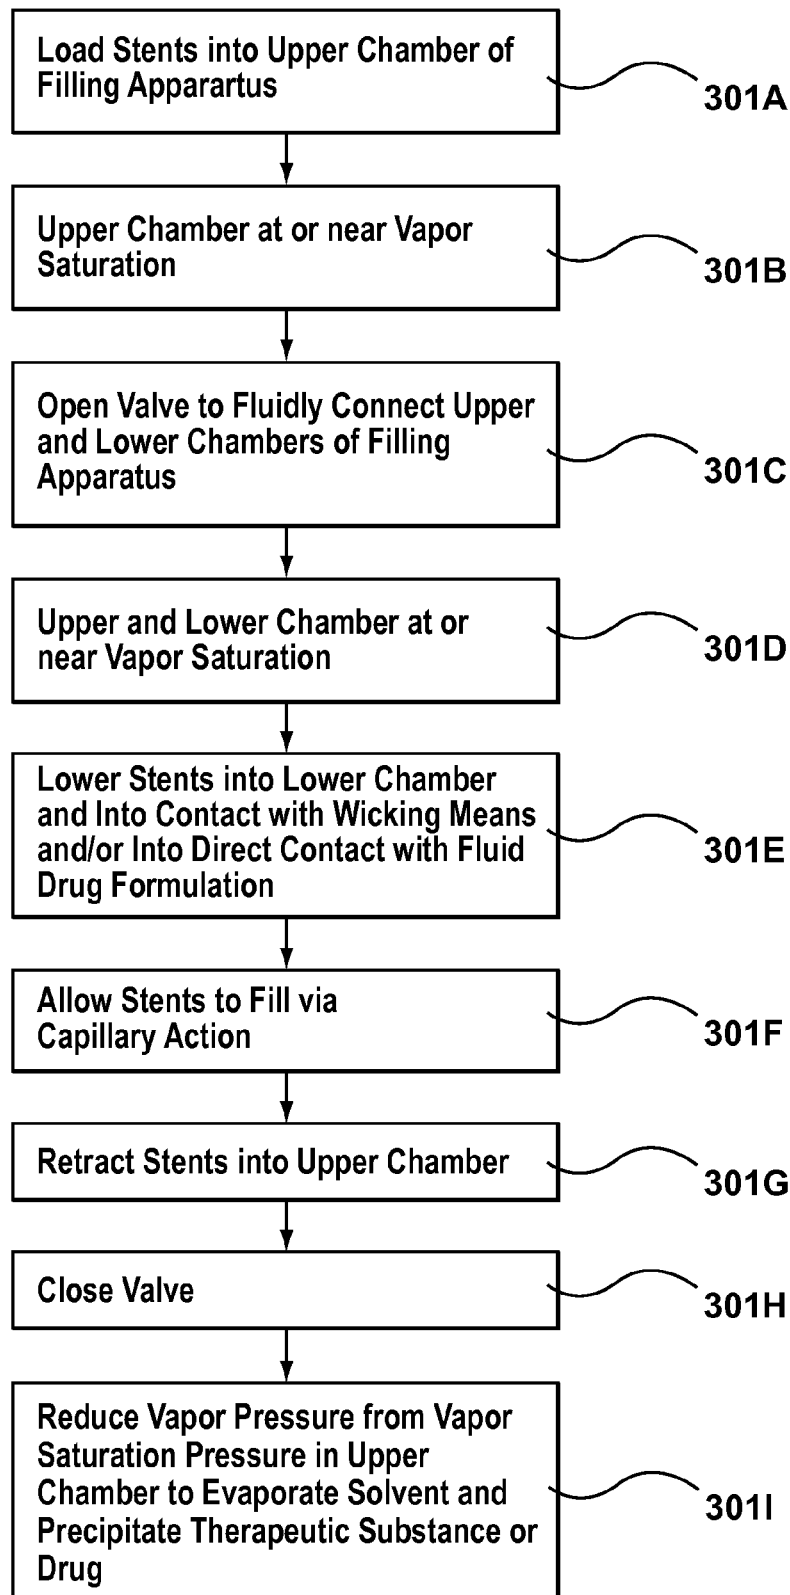 Load Stents into Upper Chamber of
Filling Apparartus
301A
Upper Chamber at or near Vapor
Saturation
301B
Open Valve to Fluidly Connect Upper
and Lower Chambers of Filling
Apparatus
301C
Upper and Lower Chamber at or
near Vapor Saturation
301D
Lower Stents into Lower Chamber
and Into Contact with Wicking Means
and/or Into Direct Contact with Fluid
Drug Formulation
301E
Allow Stents to Fill via
Capillary Action
301F
Retract Stents into Upper Chamber
301G
Close Valve
301H
Reduce Vapor Pressure from Vapor
Saturation Pressure in Upper
Chamber to Evaporate Solvent and
Precipitate Therapeutic Substance or
Drug
301I